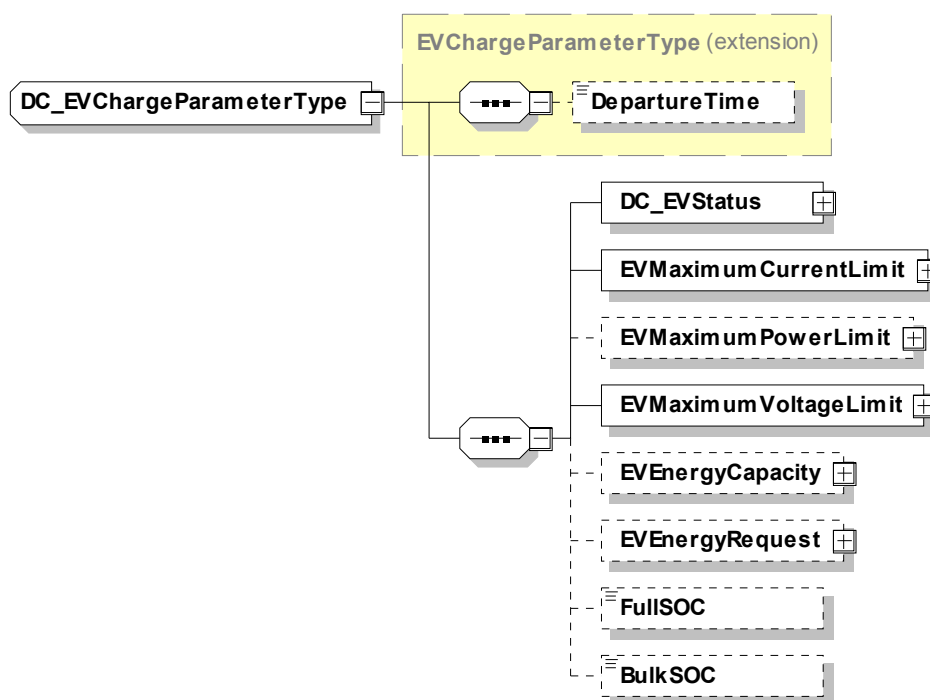 EVChargeParameterType (extension)
DC_EVChargeParameterType
DepartureTime
DC_EVStatus
EVMaximumCurrentLimit
EVMaximumPowerLimit
EVMaximumVoltageLimit
EVEnergyCapacity
EVEnergyRequest
FullSOC
BulkSOC